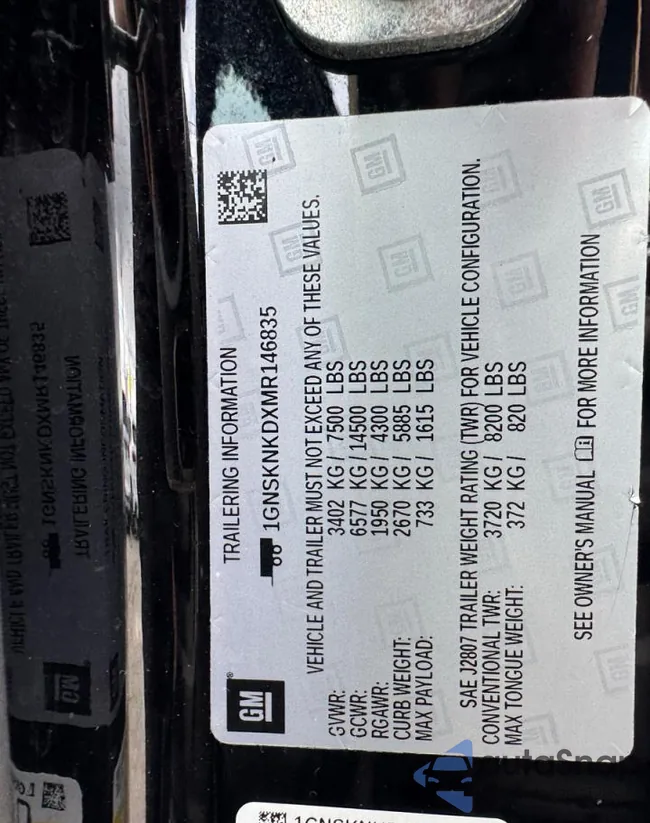 TRAILERING INFORMATION
1GNSKNKDXMR146835
VEHICLE AND TRAILER MUST NOT EXCEED ANY OF THESE VALUES.
GVWR: 3402 KG / 7500 LBS
GCWR: 6577 KG / 14500 LBS
RGAWR: 1950 KG / 4300 LBS
CURB WEIGHT: 2670 KG / 5885 LBS
MAX PAYLOAD: 733 KG / 1615 LBS
SAE J2807 TRAILER WEIGHT RATING (TWR) FOR VEHICLE CONFIGURATION.
CONVENTIONAL TWR: 3720 KG / 8200 LBS
MAX TONGUE WEIGHT: 372 KG / 820 LBS
SEE OWNER'S MANUAL FOR MORE INFORMATION
GM
autoSnap